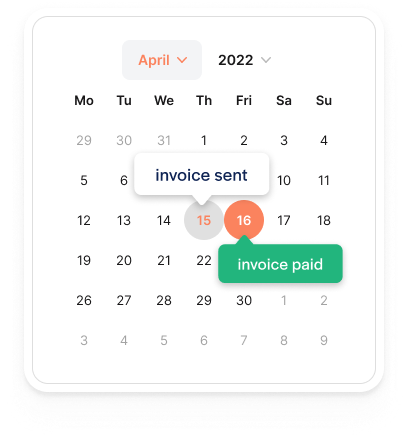 April 2022
Mo Tu We Th Fri Sa Su
29 30 31 1 2 3 4
5 6 10 11
invoice sent
12 13 14 15 16 17 18
19 20 21 22
invoice paid
26 27 28 29 30 1 2
3 4 5 6 7 8 9